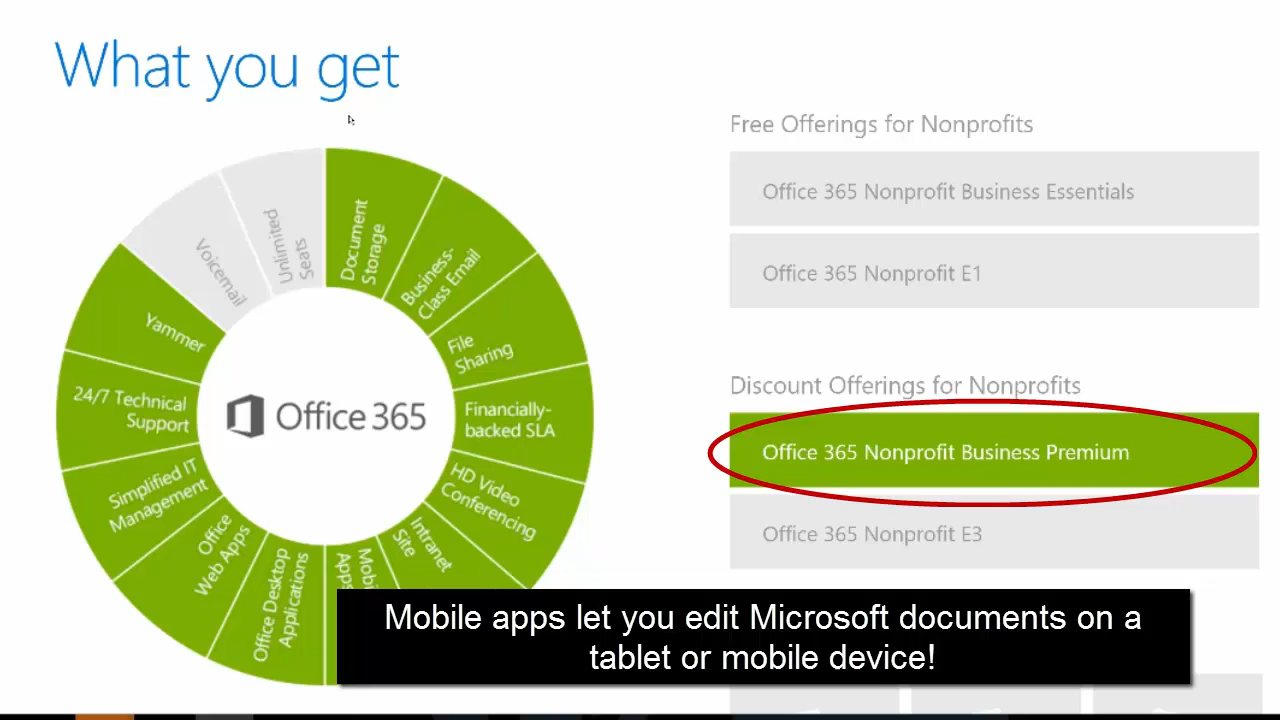 What you get
Document
Storage
Business-
Class Email
File
Sharing
Financially-
backed SLA
HD Video
Conferencing
Intranet
Site
Office Desktop
Applications
Office
Web Apps
Simplified IT
Management
24/7 Technical
Support
Yammer
Voicemail
Unlimited
Seats
Office 365
Free Offerings for Nonprofits
Office 365 Nonprofit Business Essentials
Office 365 Nonprofit E1
Discount Offerings for Nonprofits
Office 365 Nonprofit Business Premium
Office 365 Nonprofit E3
Mobile apps let you edit Microsoft documents on a
tablet or mobile device!